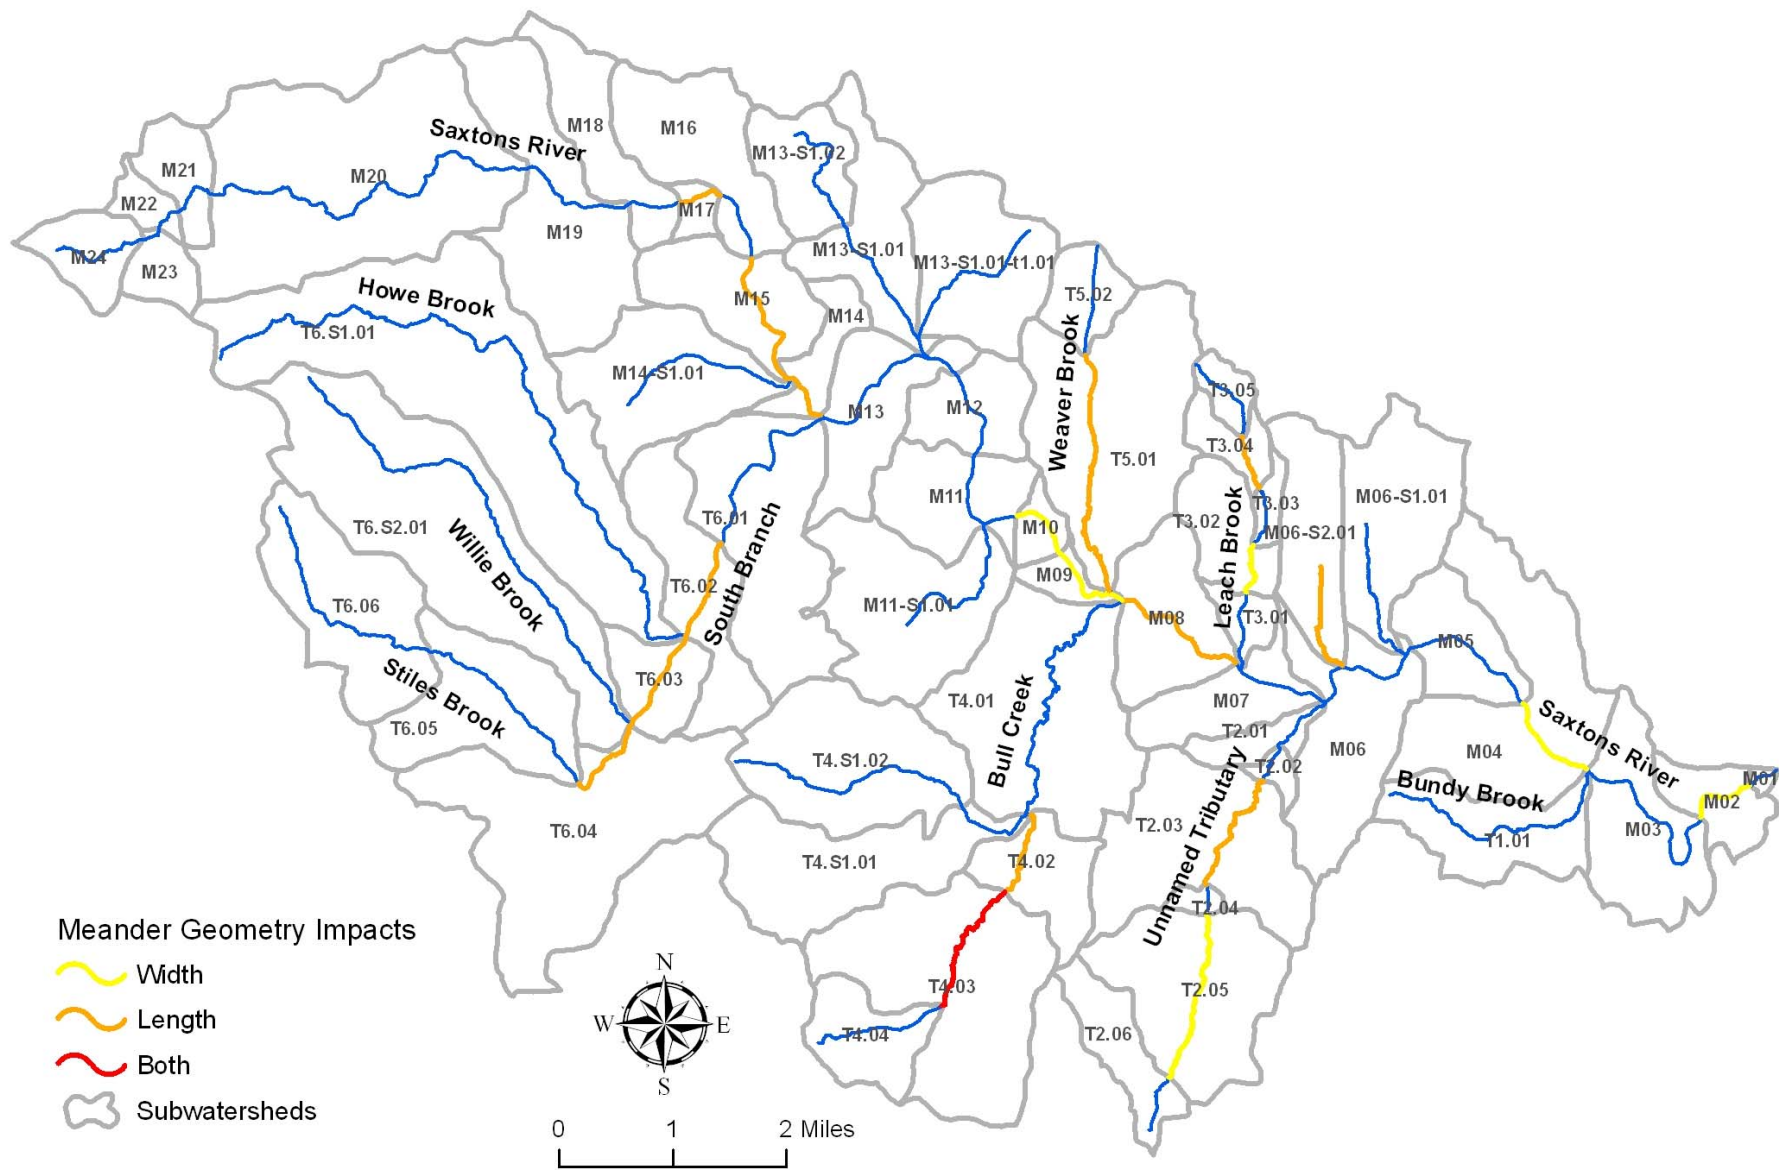 Saxtons River
M18
M16
M13-S1.02
M21
M20
M22
M17
M19
M13-S1.01
M13-S1.01-t1.01
M24
M23
Howe Brook
M15
M14
T5.02
T6.S1.01
Weaver Brook
M14-S1.01
T3.05
M13
M12
T3.04
T5.01
M11
M06-S1.01
T3.03
T6.01
T3.02
M10
M06-S2.01
T6.S2.01
Willie Brook
South Branch
Leach Brook
T6.02
M09
T6.06
M11-S1.01
M08
T3.01
M05
Stiles Brook
T6.03
T4.01
M07
Bull Creek
T6.05
T2.01
Saxtons River
M06
M04
T4.S1.02
T2.02
Unnamed Tributary
Bundy Brook
M01
M02
T6.04
T2.03
M03
T1.01
T4.S1.01
T4.02
T2.04
T4.03
T2.05
T4.04
T2.06
Meander Geometry Impacts
Width
Length
Both
Subwatersheds
N
W E
S
0 1 2 Miles